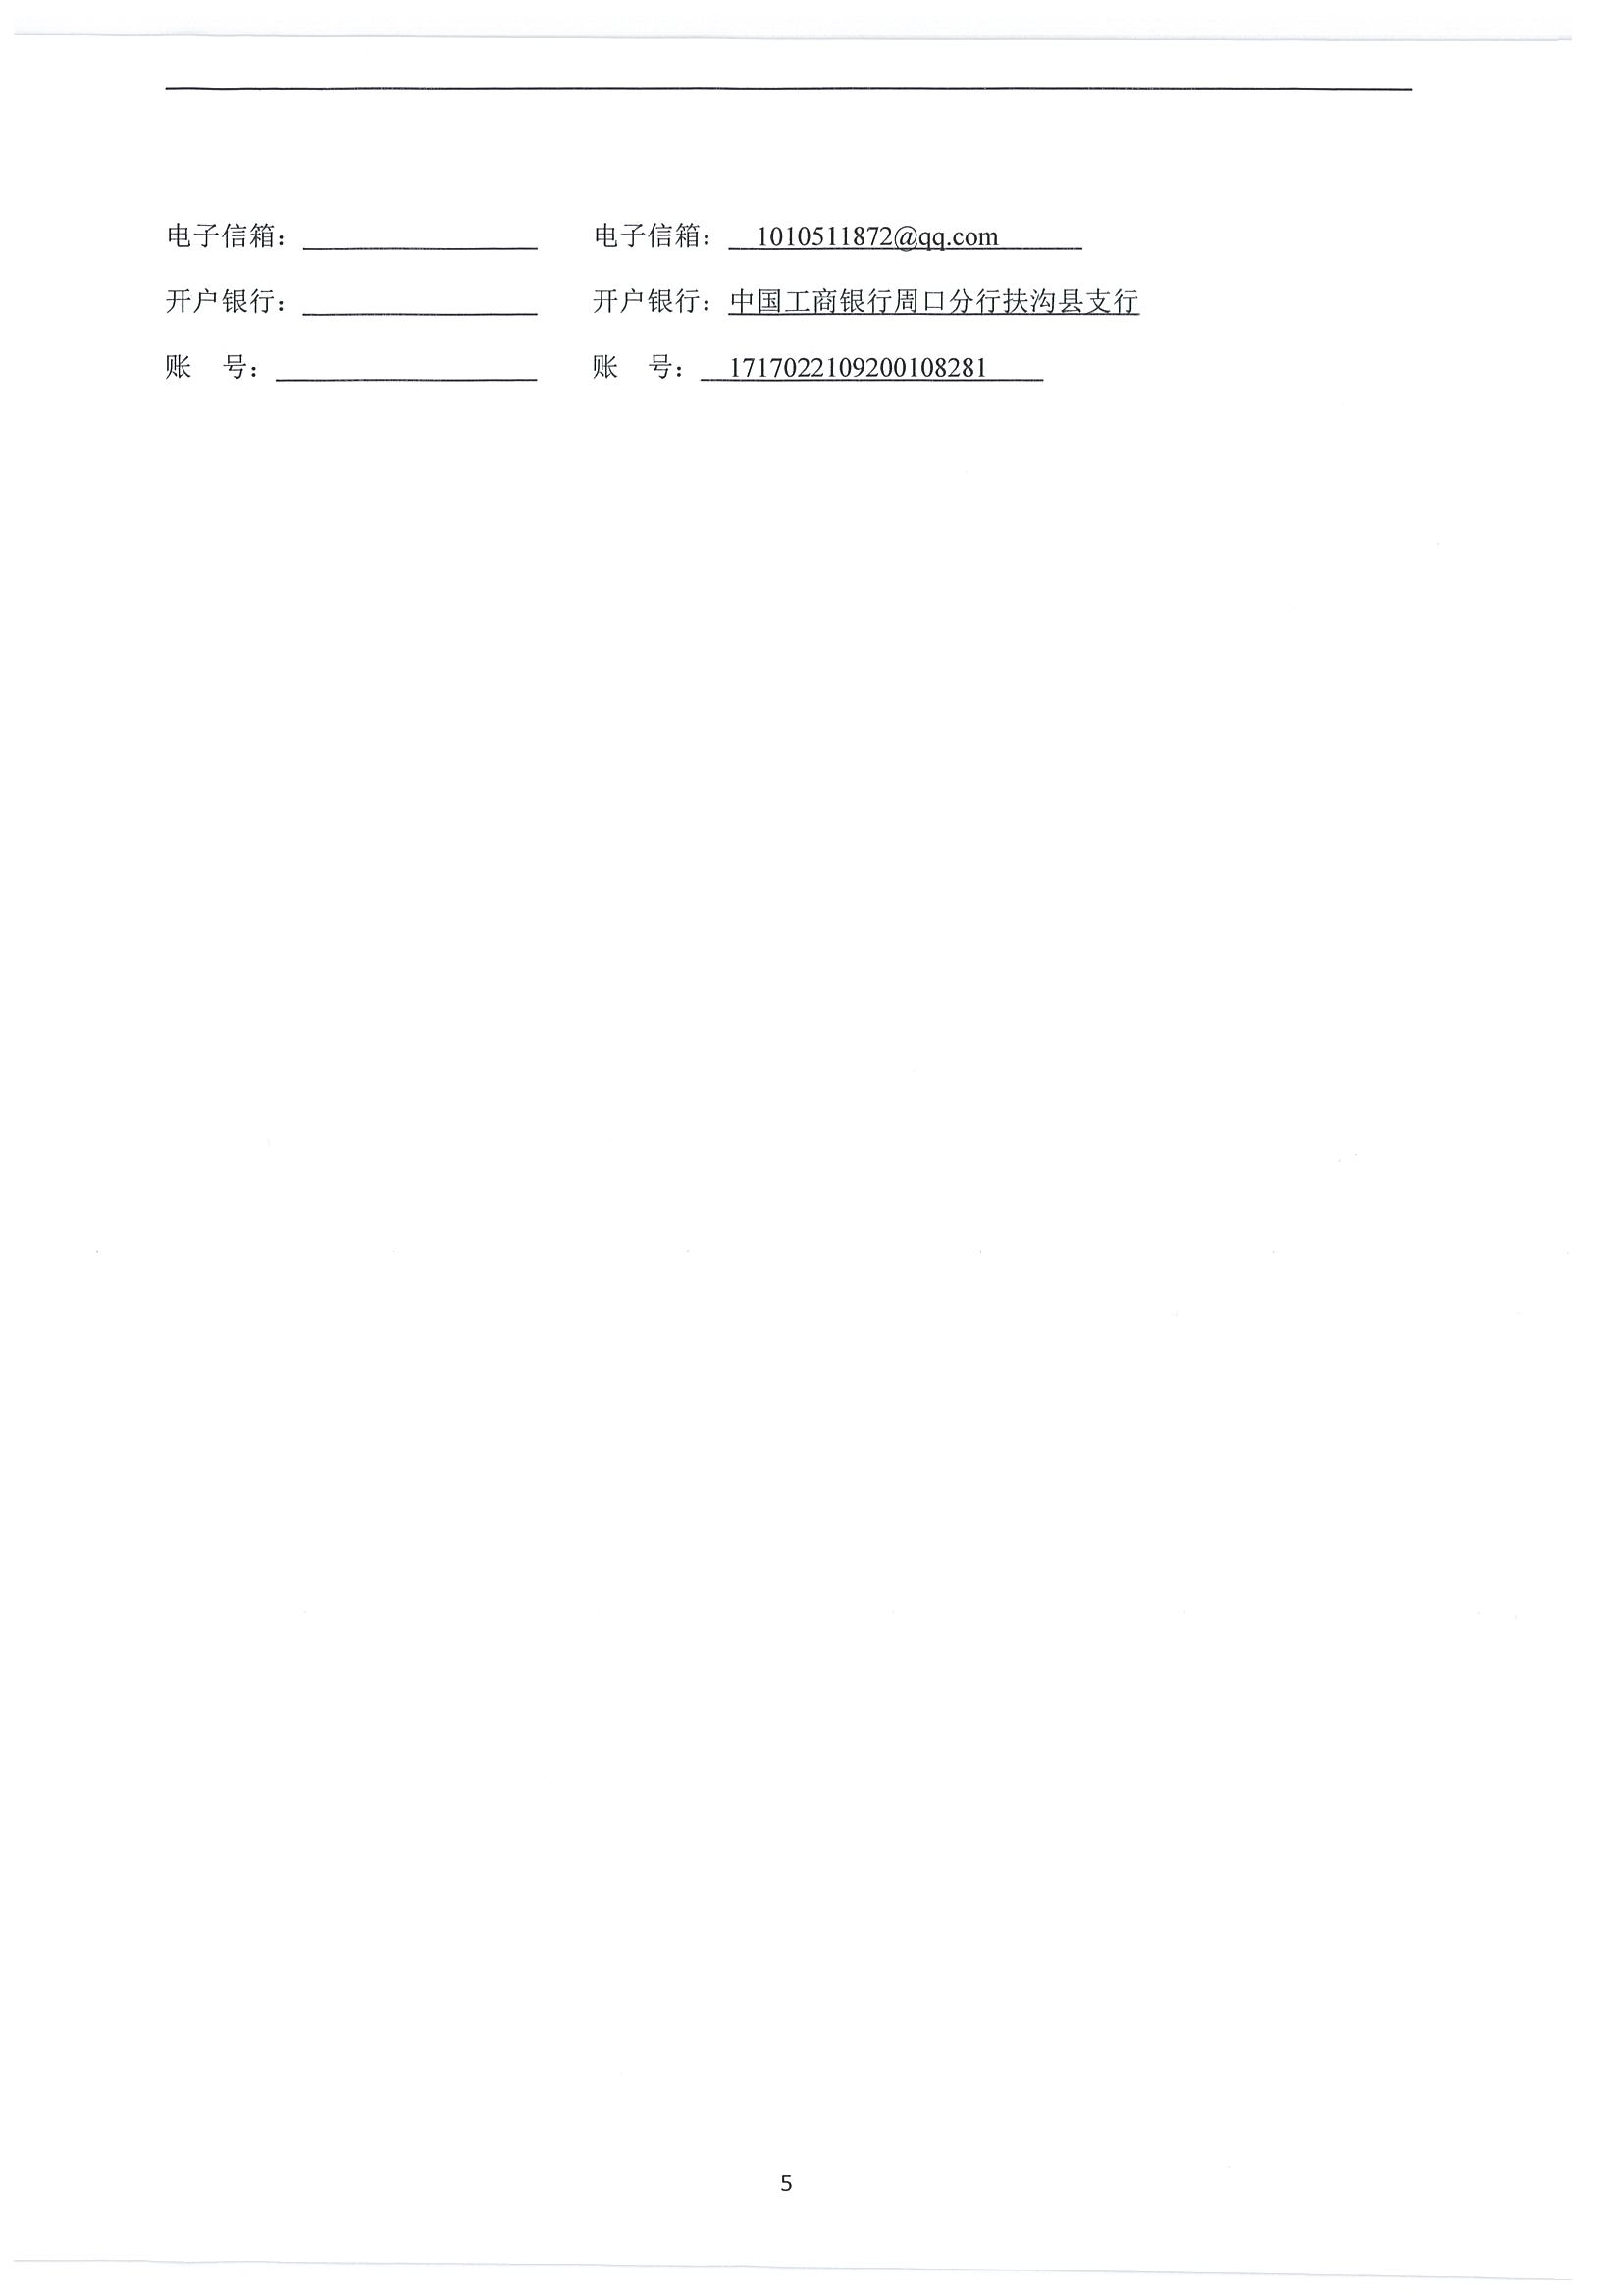 电子信箱：　　　　　　　　　电子信箱：1010511872@qq.com
开户银行：　　　　　　　　　开户银行：中国工商银行周口分行扶沟县支行
账　号：　　　　　　　　　　账　号：1717022109200108281
5